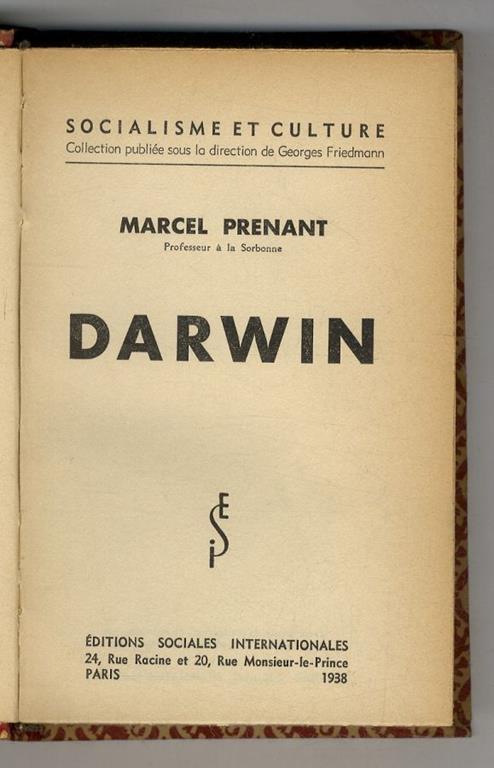 SOCIALISME ET CULTURE
Collection publiée sous la direction de Georges Friedmann
MARCEL PRENANT
Professeur à la Sorbonne
DARWIN
ESI
ÉDITIONS SOCIALES INTERNATIONALES
24, Rue Racine et 20, Rue Monsieur-le-Prince
PARIS 1938